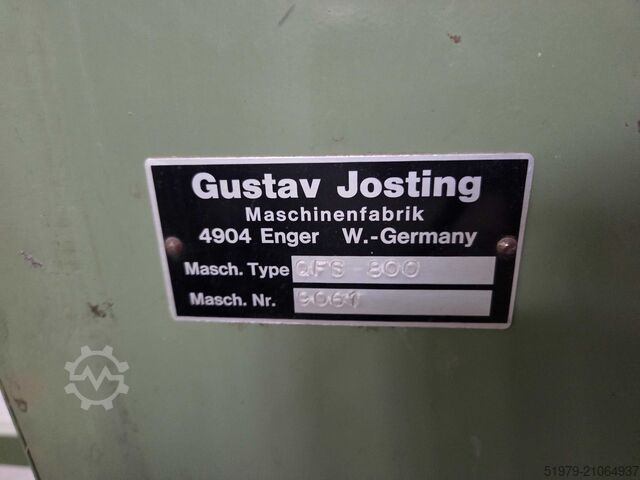 Gustav Josting
Maschinenfabrik
4904 Enger W.-Germany
Masch. Type QFS 800
Masch. Nr. 9061
51979-21064937